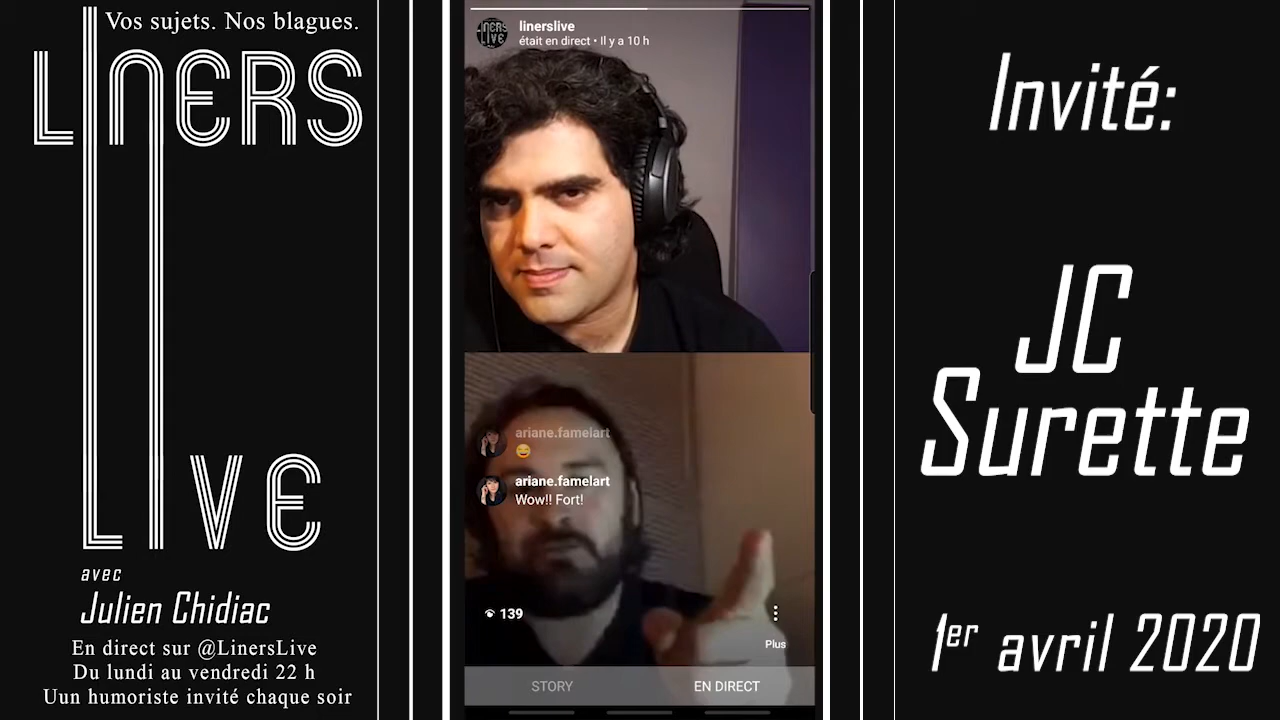 Vos sujets. Nos blagues.
LINERS
LIVE
avec
Julien Chidiac
En direct sur @LinersLive
Du lundi au vendredi 22 h
Uun humoriste invité chaque soir
LINERS
LIVE
linerslive
était en direct • Il y a 10 h
ariane.famelart
😂
ariane.famelart
Wow!! Fort!
139
Plus
STORY
EN DIRECT
Invité:
JC
Surette
1er avril 2020